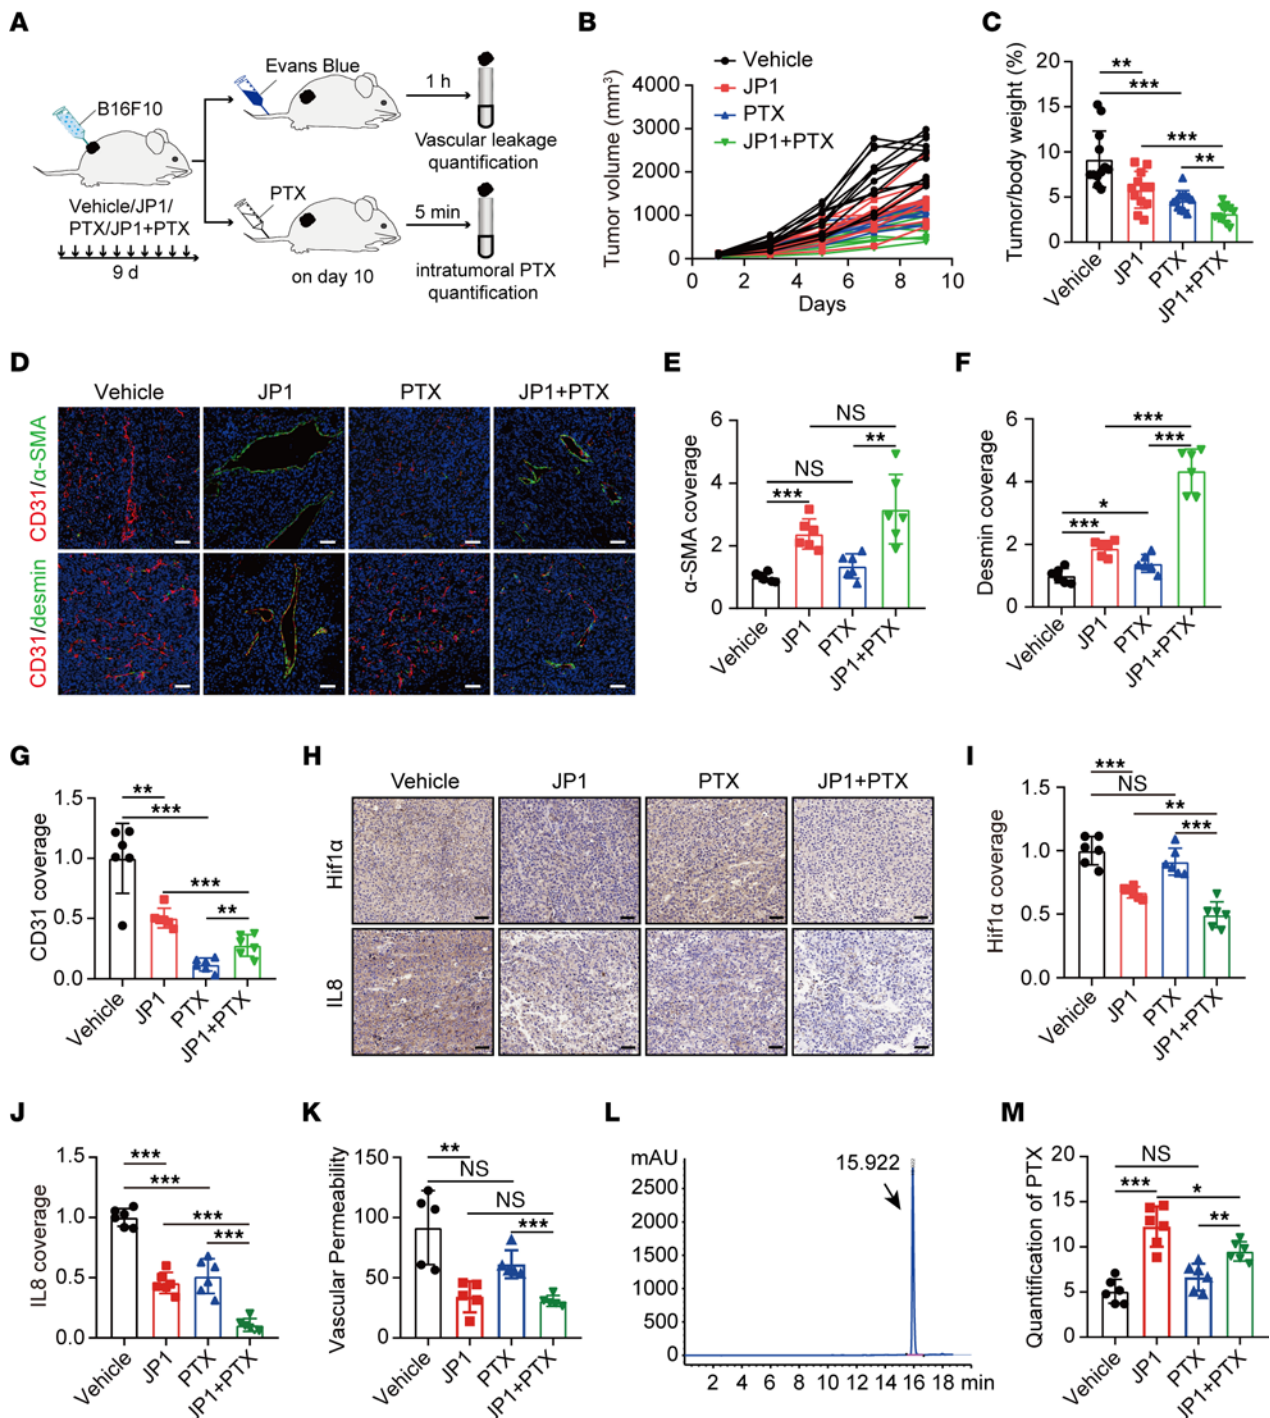 A
B16F10
Vehicle/JP1/
PTX/JP1+PTX
9 d
Evans Blue
1 h
Vascular leakage
quantification
PTX
on day 10
5 min
intratumoral PTX
quantification
B
Tumor volume (mm³)
4000
3000
2000
1000
0
0 2 4 6 8 10
Days
Vehicle
JP1
PTX
JP1+PTX
C
Tumor/body weight (%)
20
15
10
5
0
**
***
***
**
Vehicle
JP1
PTX
JP1+PTX
D
Vehicle JP1 PTX JP1+PTX
CD31/α-SMA
CD31/desmin
E
α-SMA coverage
6
4
2
0
NS
**
NS
***
Vehicle
JP1
PTX
JP1+PTX
F
Desmin coverage
6
4
2
0
***
***
*
***
Vehicle
JP1
PTX
JP1+PTX
G
CD31 coverage
1.5
1.0
0.5
0.0
**
***
***
**
Vehicle
JP1
PTX
JP1+PTX
H
Vehicle JP1 PTX JP1+PTX
Hif1α
IL8
I
Hif1α coverage
1.5
1.0
0.5
0.0
***
NS
**
***
Vehicle
JP1
PTX
JP1+PTX
J
IL8 coverage
1.5
1.0
0.5
0.0
***
***
***
***
Vehicle
JP1
PTX
JP1+PTX
K
Vascular Permeability
150
100
50
0
**
NS
NS
***
Vehicle
JP1
PTX
JP1+PTX
L
mAU
2500
2000
1500
1000
500
0
15.922
2 4 6 8 10 12 14 16 18 min
M
Quantification of PTX
20
15
10
5
0
NS
***
*
**
Vehicle
JP1
PTX
JP1+PTX